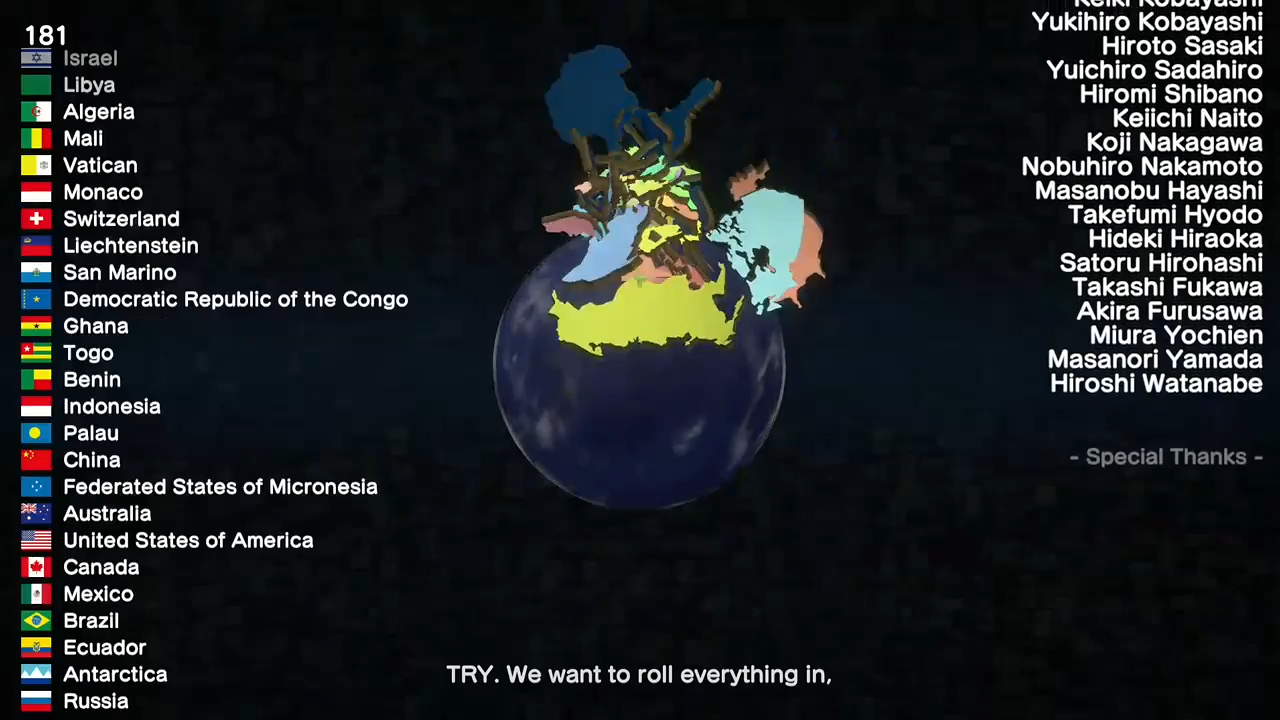 181
Israel
Libya
Algeria
Mali
Vatican
Monaco
Switzerland
Liechtenstein
San Marino
Democratic Republic of the Congo
Ghana
Togo
Benin
Indonesia
Palau
China
Federated States of Micronesia
Australia
United States of America
Canada
Mexico
Brazil
Ecuador
Antarctica
Russia
Keiki Kobayashi
Yukihiro Kobayashi
Hiroto Sasaki
Yuichiro Sadahiro
Hiromi Shibano
Keiichi Naito
Koji Nakagawa
Nobuhiro Nakamoto
Masanobu Hayashi
Takefumi Hyodo
Hideki Hiraoka
Satoru Hirohashi
Takashi Fukawa
Akira Furusawa
Miura Yochien
Masanori Yamada
Hiroshi Watanabe
- Special Thanks -
TRY. We want to roll everything in,